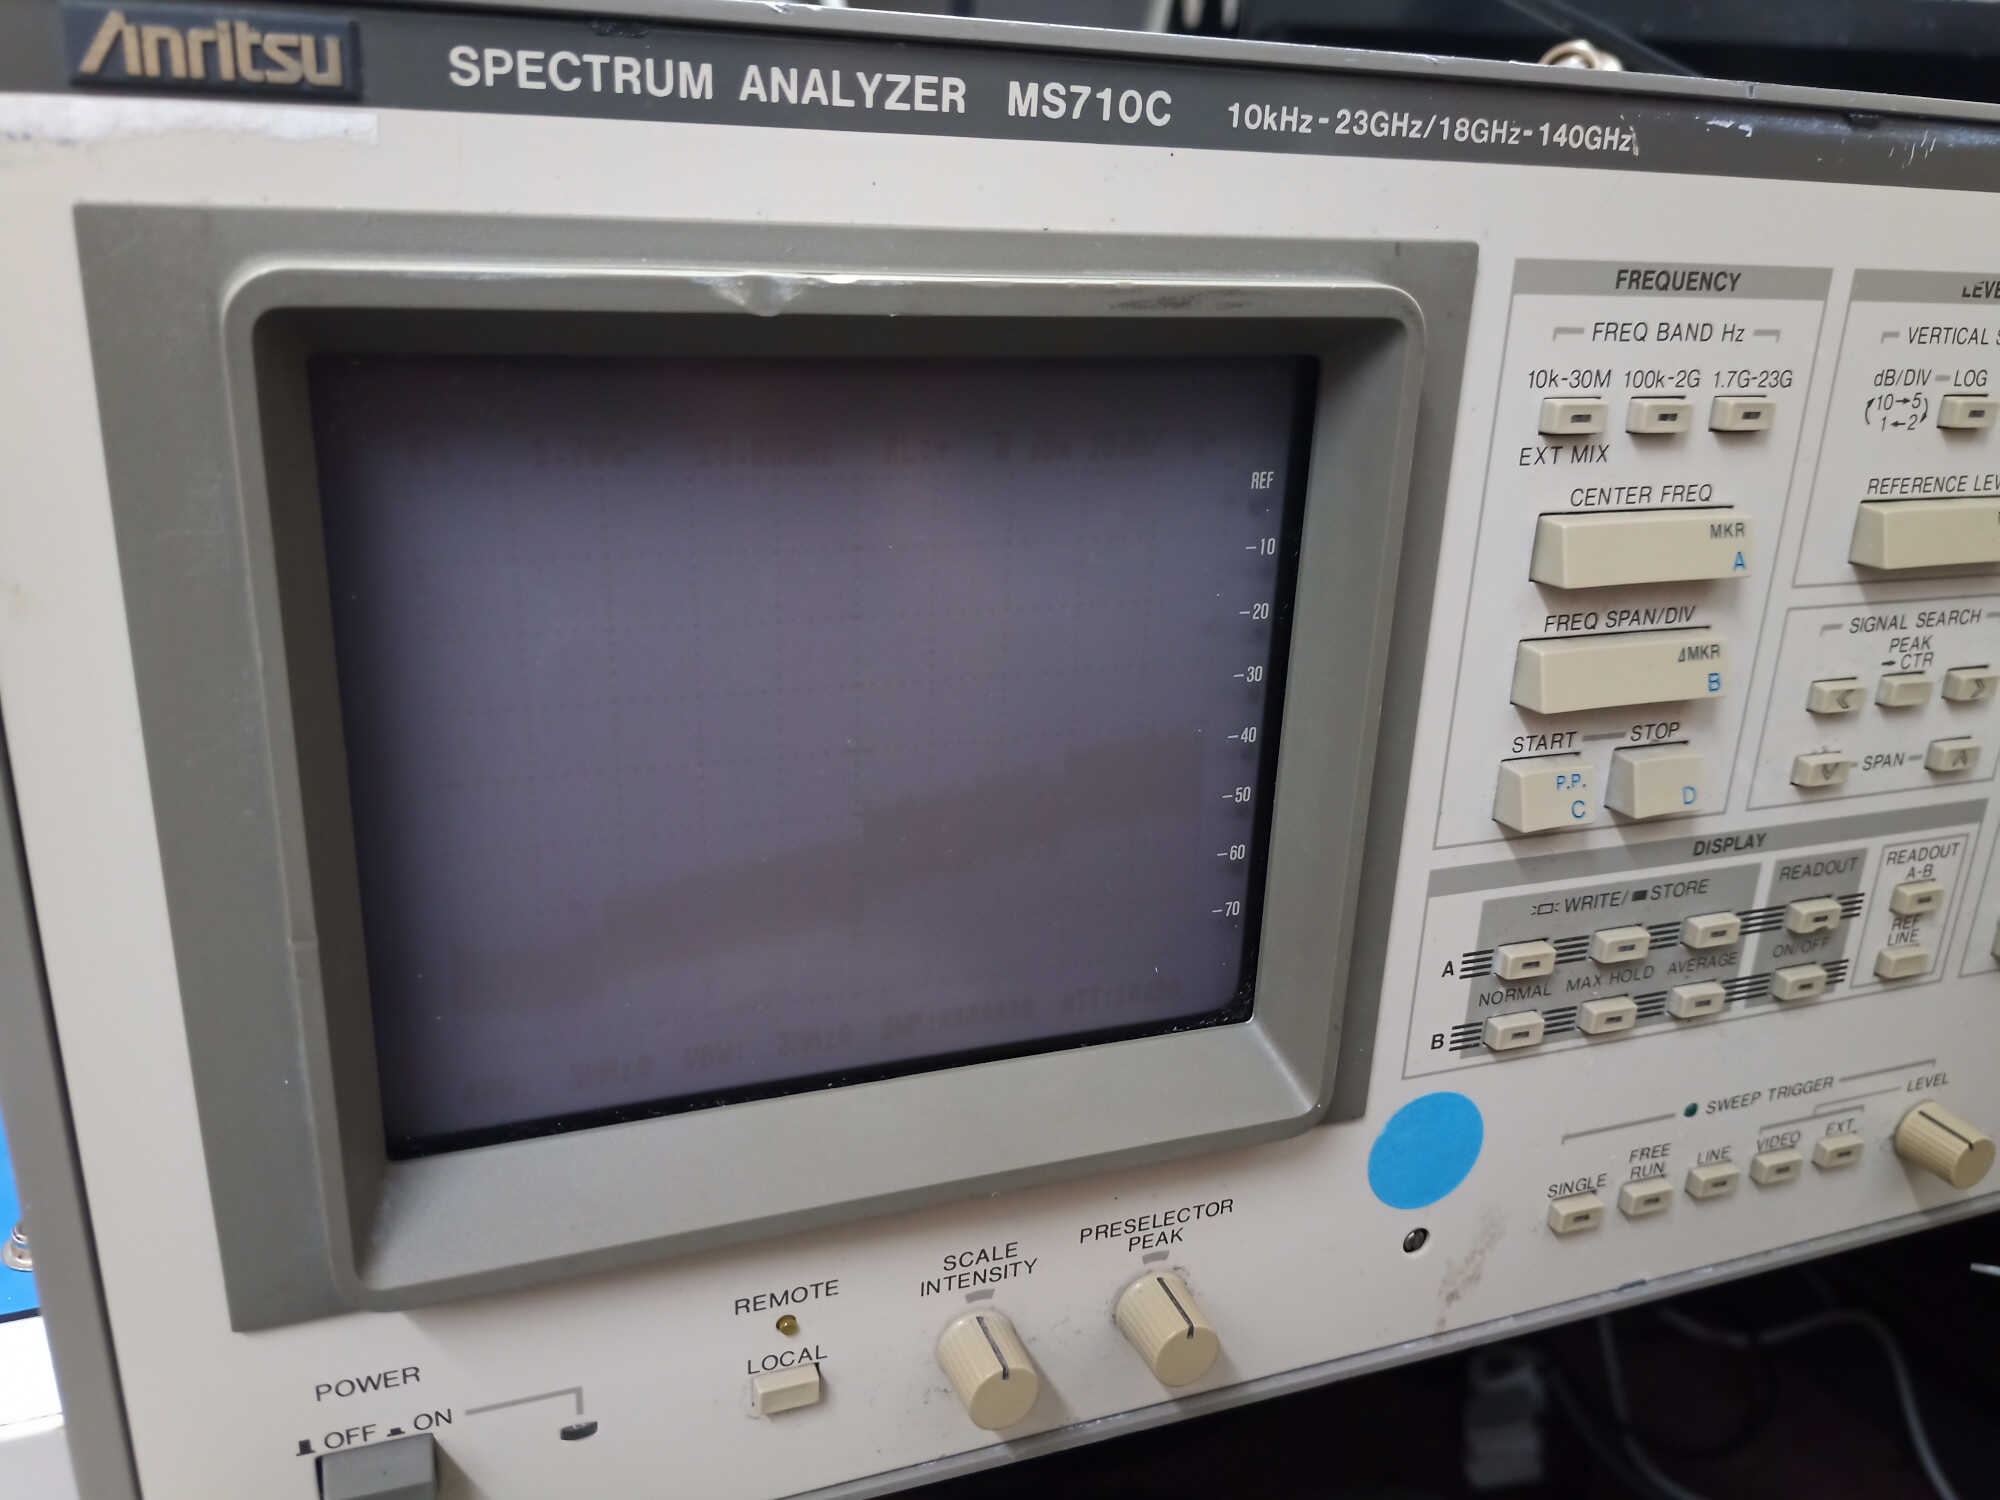 Anritsu
SPECTRUM ANALYZER MS710C 10kHz-23GHz/18GHz-140GHz
FREQUENCY
FREQ BAND Hz
10k-30M 100k-2G 1.7G-23G
EXT MIX
CENTER FREQ
MKR
A
FREQ SPAN/DIV
ΔMKR
B
START STOP
P.P.
C D
VERTICAL
dB/DIV LOG
10→5
1←2
REFERENCE
SIGNAL SEARCH
PEAK
→CTR
< >
∨ SPAN ∧
REF
-10
-20
-30
-40
-50
-60
-70
DISPLAY
WRITE/ STORE
READOUT
READOUT
A-B
REF
LINE
A
NORMAL MAX HOLD AVERAGE ON/OFF
B
SWEEP TRIGGER
LEVEL
SINGLE FREE RUN LINE VIDEO EXT.
PRESELECTOR
PEAK
SCALE
INTENSITY
REMOTE
LOCAL
POWER
OFF ON